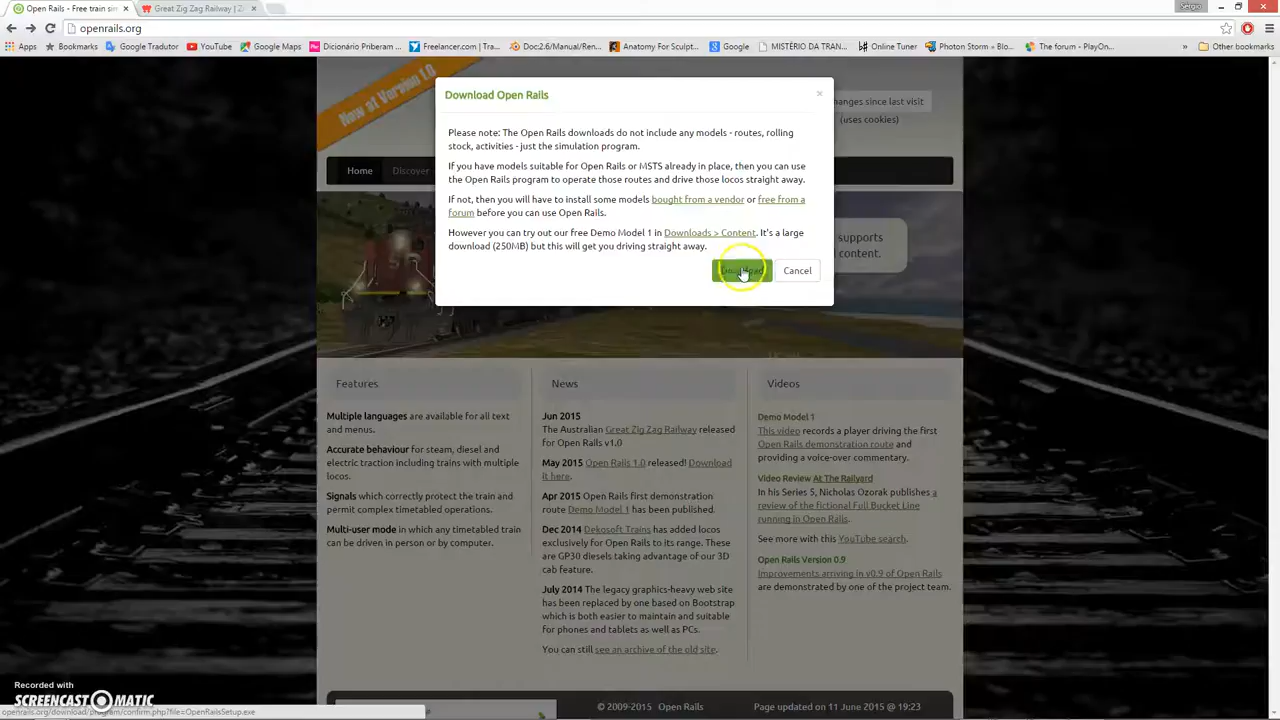 Open Rails - Free train sim
Great Zig Zag Railway | Z
Sérgio
openrails.org
Apps
Bookmarks
Google Tradutor
YouTube
Google Maps
Dicionário Priberam ...
Freelancer.com | Tra...
Doc:2.6/Manual/Ren...
Anatomy For Sculpt...
Google
MISTÉRIO DA TRAN...
Online Tuner
Photon Storm » Blo...
The forum - PlayOn...
»
Other bookmarks
Now at Version 1.0
Download Open Rails
×
Please note: The Open Rails downloads do not include any models - routes, rolling
stock, activities - just the simulation program.
If you have models suitable for Open Rails or MSTS already in place, then you can use
the Open Rails program to operate those routes and drive those locos straight away.
If not, then you will have to install some models bought from a vendor or free from a
forum before you can use Open Rails.
However you can try out our free Demo Model 1 in Downloads > Content. It's a large
download (250MB) but this will get you driving straight away.
Download
Cancel
hanges since last visit
(uses cookies)
Home
Discover
supports
content.
Features
Multiple languages are available for all text
and menus.
Accurate behaviour for steam, diesel and
electric traction including trains with multiple
locos.
Signals which correctly protect the train and
permit complex timetabled operations.
Multi-user mode in which any timetabled train
can be driven in person or by computer.
News
Jun 2015
The Australian Great Zig Zag Railway released
for Open Rails v1.0
May 2015 Open Rails 1.0 released! Download
it here.
Apr 2015 Open Rails first demonstration
route Demo Model 1 has been published.
Dec 2014 Dekosoft Trains has added locos
exclusively for Open Rails to its range. These
are GP30 diesels taking advantage of our 3D
cab feature.
July 2014 The legacy graphics-heavy web site
has been replaced by one based on Bootstrap
which is both easier to maintain and suitable
for phones and tablets as well as PCs.
You can still see an archive of the old site.
Videos
Demo Model 1
This video records a player driving the first
Open Rails demonstration route and
providing a voice-over commentary.
Video Review At The Railyard
In his Series 5, Nicholas Ozorak publishes a
review of the fictional Full Bucket Line
running in Open Rails.
See more with this YouTube search.
Open Rails Version 0.9
Improvements arriving in v0.9 of Open Rails
are demonstrated by one of the project team.
© 2009-2015 Open Rails
Page updated on 11 June 2015 @ 19:23
Recorded with
SCREENCAST MATIC
openrails.org/download/program/confirm.php?file=OpenRailsSetup.exe